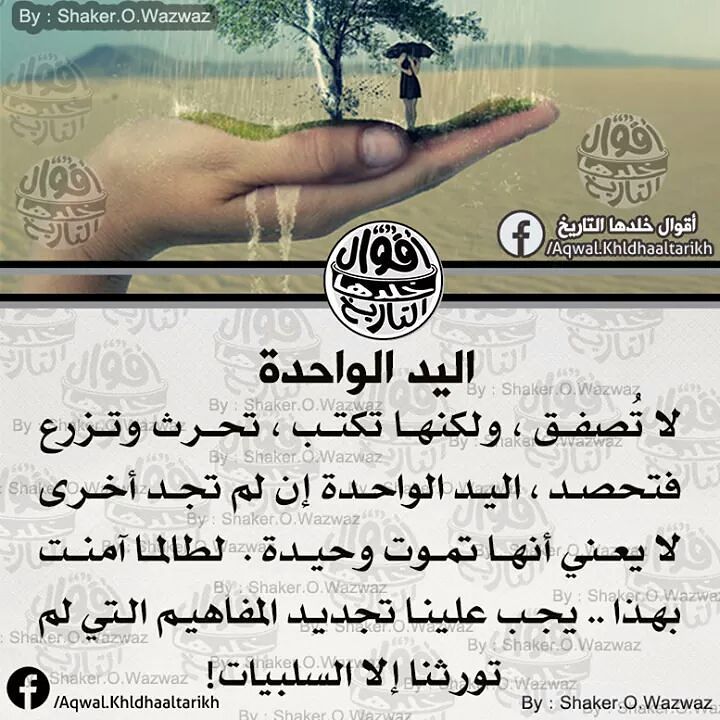 By : Shaker.O.Wazwaz
أقوال خلدها التاريخ
/Aqwal.Khldhaaltarikh
أقوال
خلدها
التاريخ
اليد الواحدة
لا تُصفق ، ولكنها تكتب ، تحرث وتزرع
فتحصد ، اليد الواحدة إن لم تجد أخرى
لا يعني أنها تموت وحيدة . لطالما آمنت
بهذا .. يجب علينا تجديد المفاهيم التي لم
تورثنا إلا السلبيات!
/Aqwal.Khldhaaltarikh
By : Shaker.O.Wazwaz